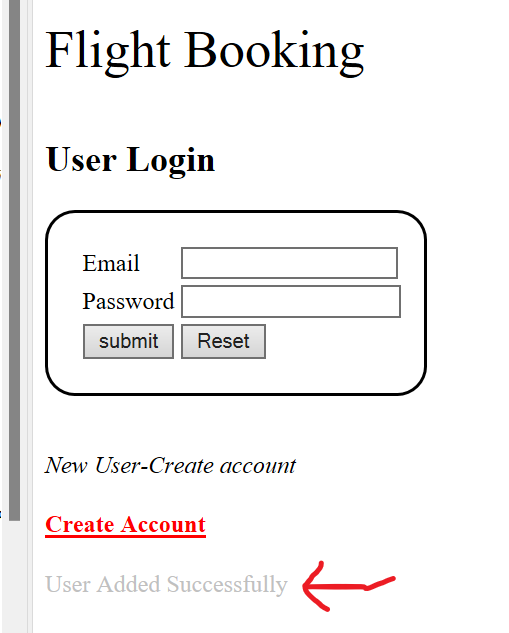 Flight Booking
User Login
Email
Password
submit Reset
New User-Create account
Create Account
User Added Successfully